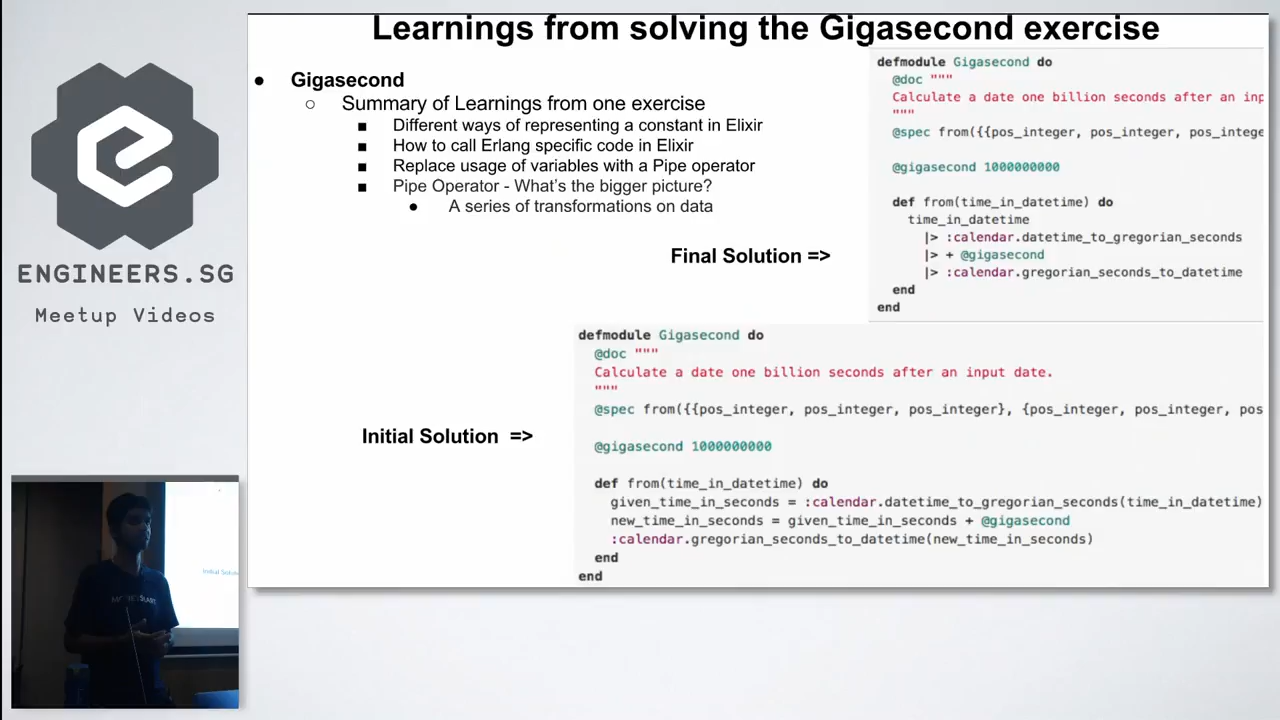 Learnings from solving the Gigasecond exercise
● Gigasecond
○ Summary of Learnings from one exercise
■ Different ways of representing a constant in Elixir
■ How to call Erlang specific code in Elixir
■ Replace usage of variables with a Pipe operator
■ Pipe Operator - What's the bigger picture?
● A series of transformations on data
Final Solution =>
defmodule Gigasecond do
@doc """
Calculate a date one billion seconds after an inp
"""
@spec from({{pos_integer, pos_integer, pos_intege
@gigasecond 1000000000
def from(time_in_datetime) do
time_in_datetime
|> :calendar.datetime_to_gregorian_seconds
|> + @gigasecond
|> :calendar.gregorian_seconds_to_datetime
end
end
Initial Solution =>
defmodule Gigasecond do
@doc """
Calculate a date one billion seconds after an input date.
"""
@spec from({{pos_integer, pos_integer, pos_integer}, {pos_integer, pos_integer, pos
@gigasecond 1000000000
def from(time_in_datetime) do
given_time_in_seconds = :calendar.datetime_to_gregorian_seconds(time_in_datetime)
new_time_in_seconds = given_time_in_seconds + @gigasecond
:calendar.gregorian_seconds_to_datetime(new_time_in_seconds)
end
end
ENGINEERS.SG
Meetup Videos